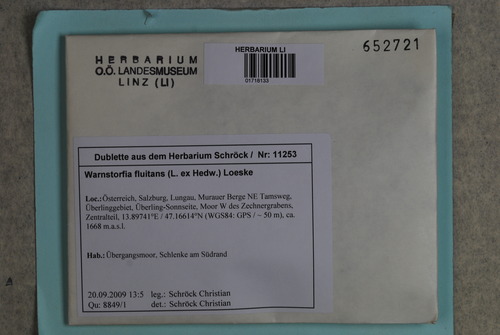 HERBARIUM
O.Ö. LANDESMUSEUM
LINZ (LI)
HERBARIUM LI
01718133
652721
Dublette aus dem Herbarium Schröck / Nr: 11253
Warnstorfia fluitans (L. ex Hedw.) Loeske
Loc.:Österreich, Salzburg, Lungau, Murauer Berge NE Tamsweg,
Überlinggebiet, Überling-Sonnseite, Moor W des Zechnergrabens,
Zentralteil, 13.89741°E / 47.16614°N (WGS84: GPS / ~ 50 m), ca.
1668 m.a.s.l.
Hab.: Übergangsmoor, Schlenke am Südrand
20.09.2009 13:5 leg.: Schröck Christian
Qu: 8849/1 det.: Schröck Christian